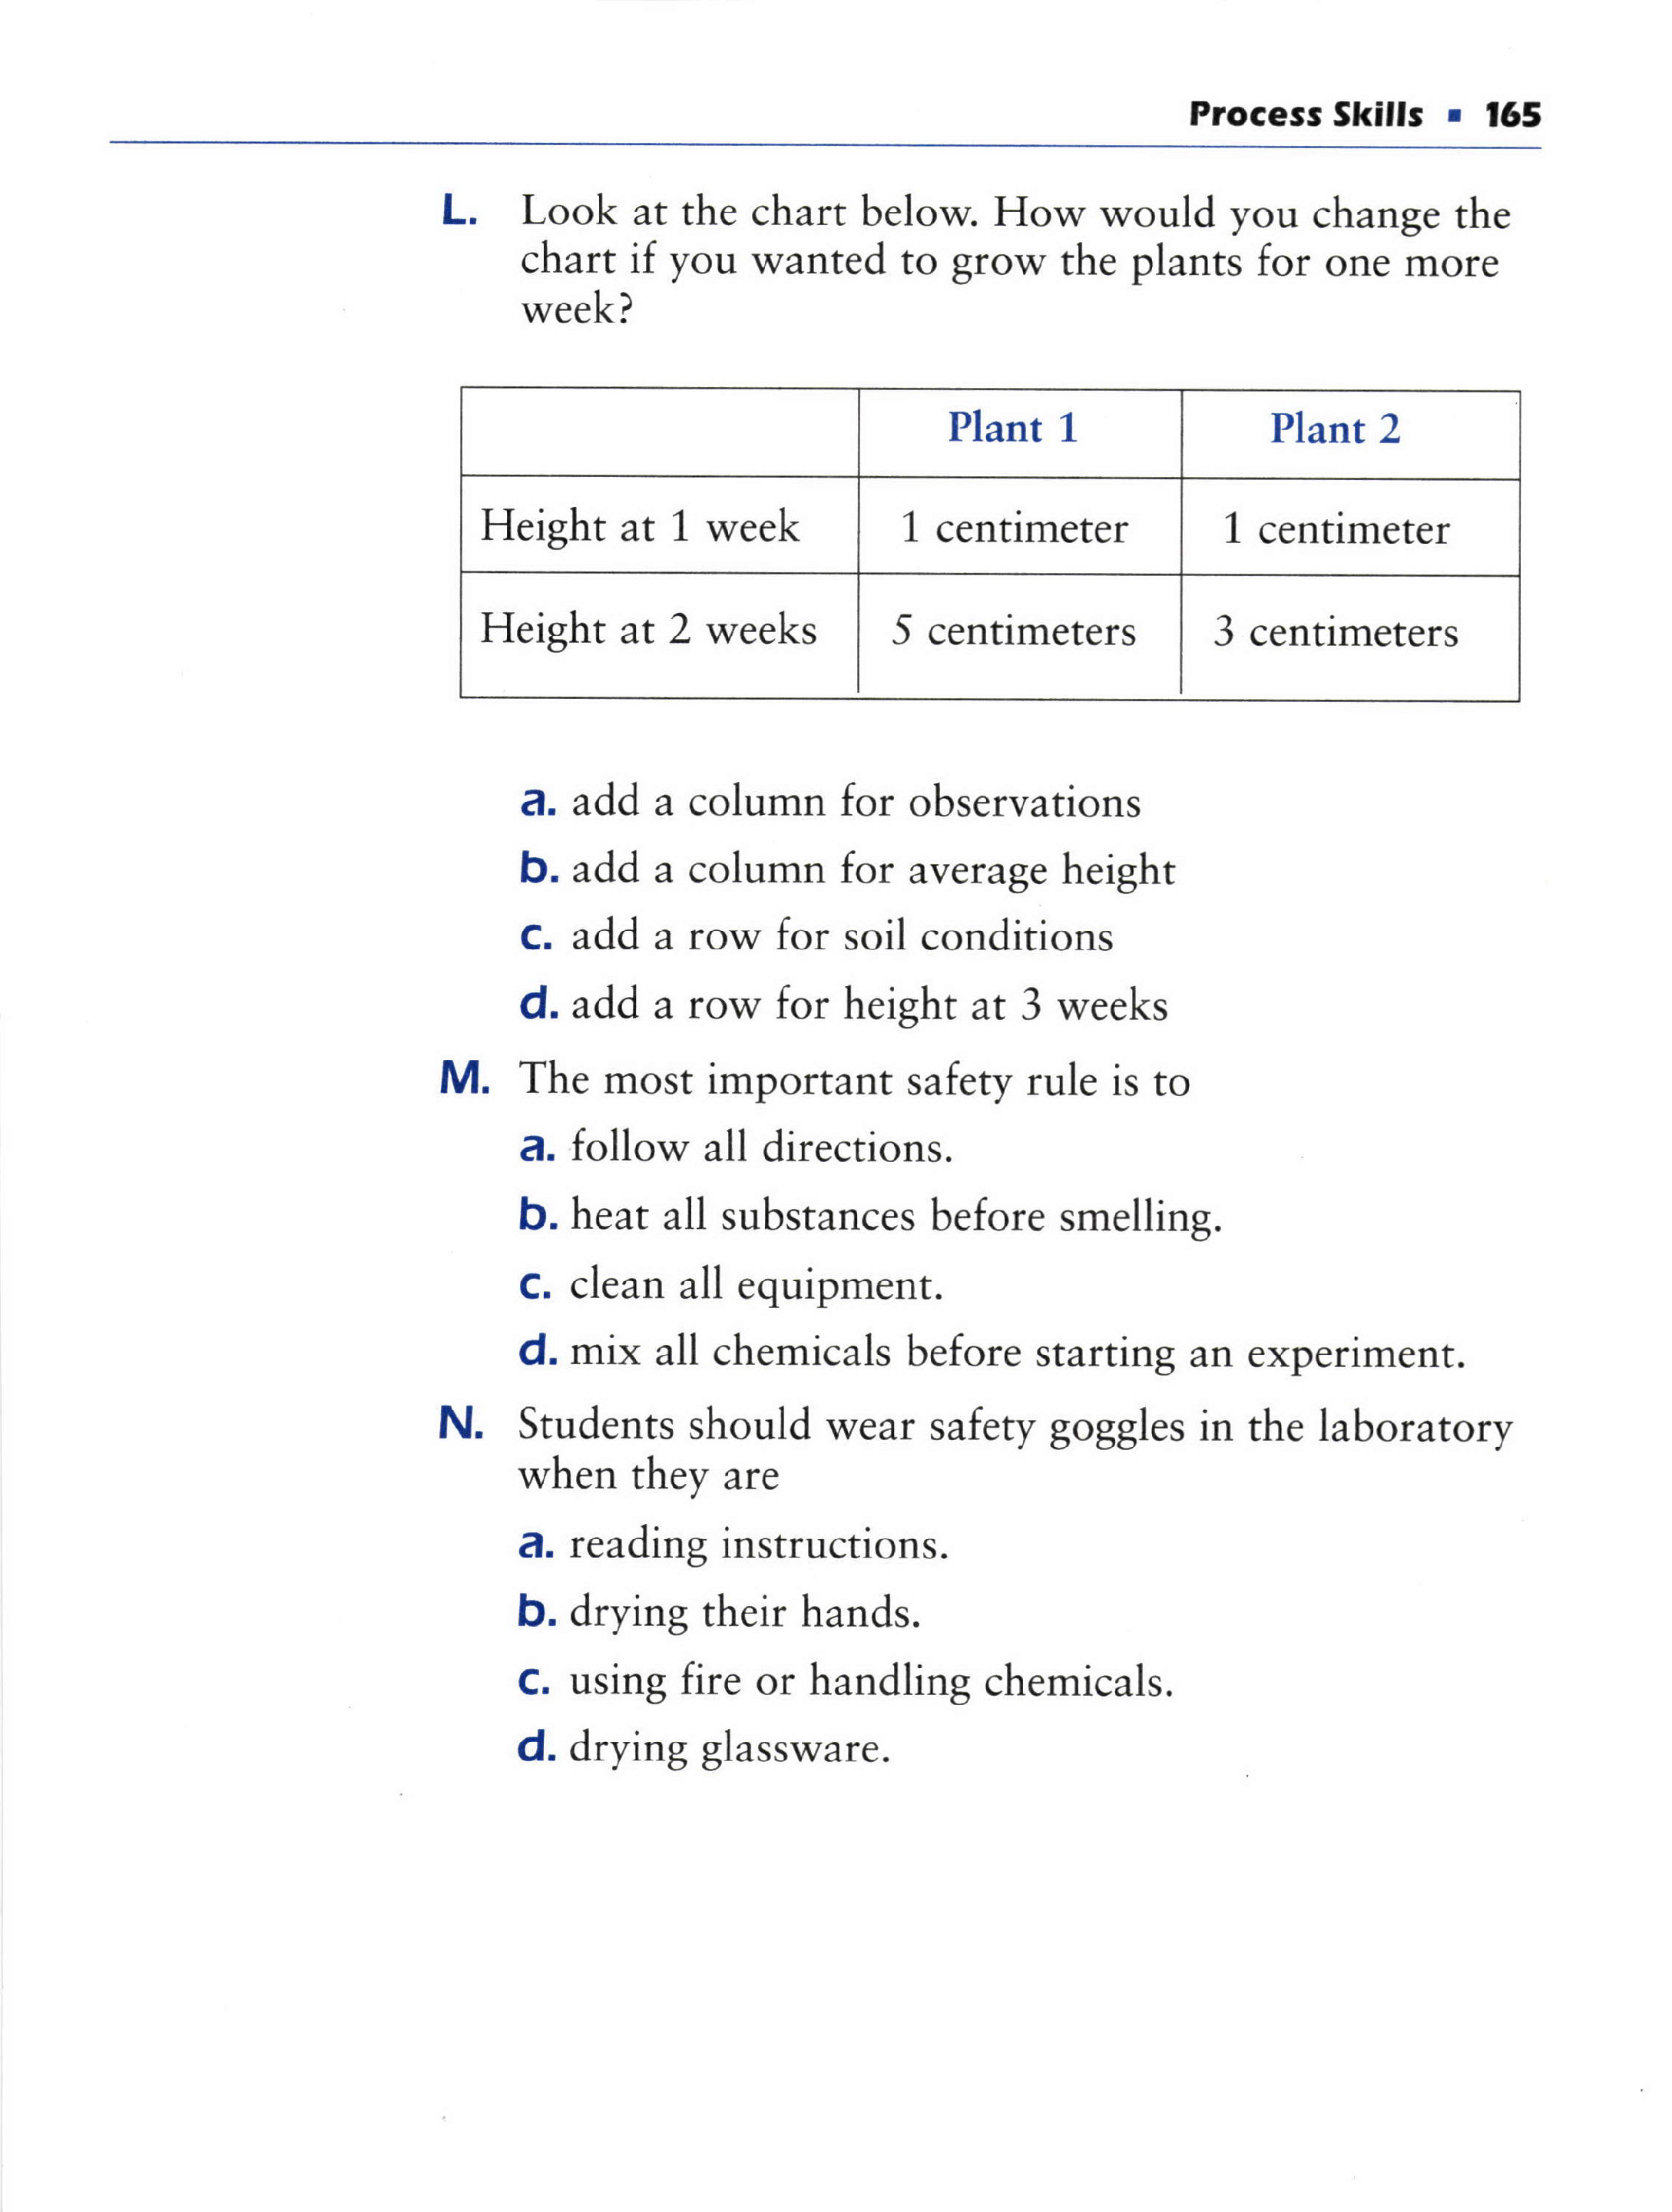 Process Skills ▪ 165
L. Look at the chart below. How would you change the
chart if you wanted to grow the plants for one more
week?
Plant 1 Plant 2
Height at 1 week 1 centimeter 1 centimeter
Height at 2 weeks 5 centimeters 3 centimeters
a. add a column for observations
b. add a column for average height
c. add a row for soil conditions
d. add a row for height at 3 weeks
M. The most important safety rule is to
a. follow all directions.
b. heat all substances before smelling.
c. clean all equipment.
d. mix all chemicals before starting an experiment.
N. Students should wear safety goggles in the laboratory
when they are
a. reading instructions.
b. drying their hands.
c. using fire or handling chemicals.
d. drying glassware.